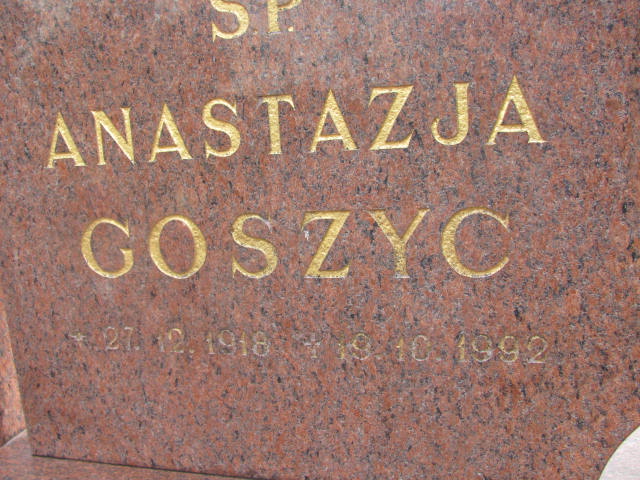 Ś.P.
ANASTAZJA
GOSZYC
* 27.12.1918 † 19.10.1992